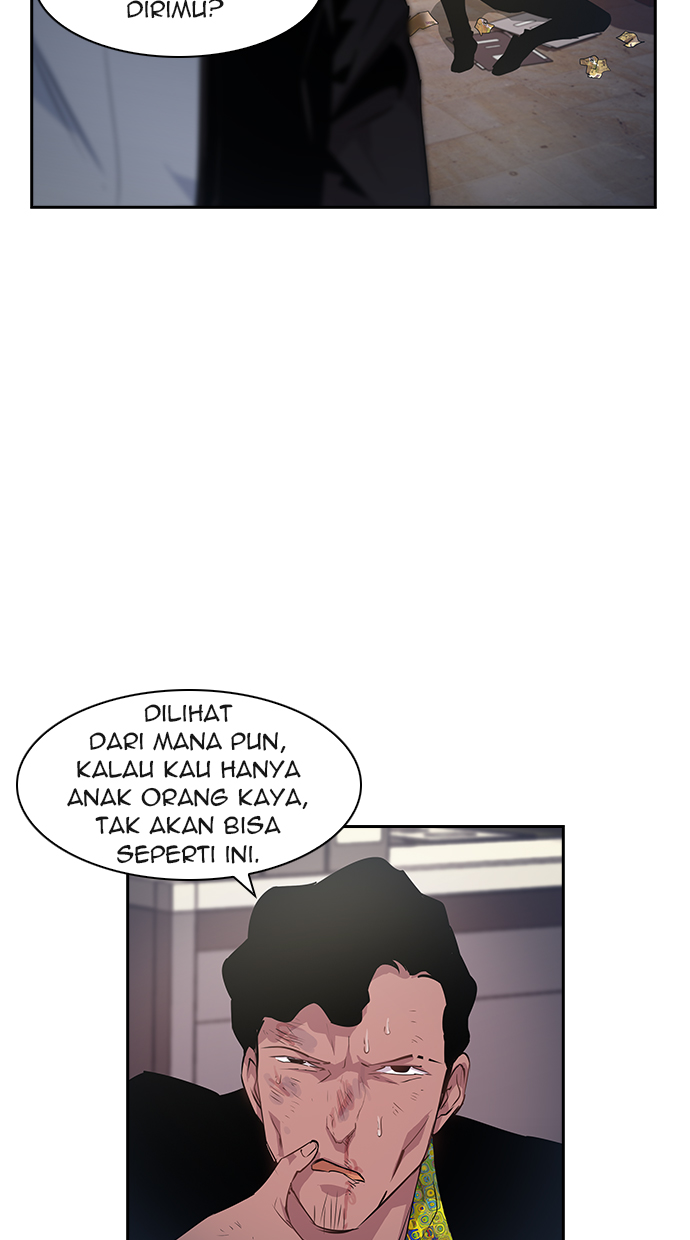 DIRIMU?
DILIHAT
DARI MANA PUN,
KALAU KAU HANYA
ANAK ORANG KAYA,
TAK AKAN BISA
SEPERTI INI.